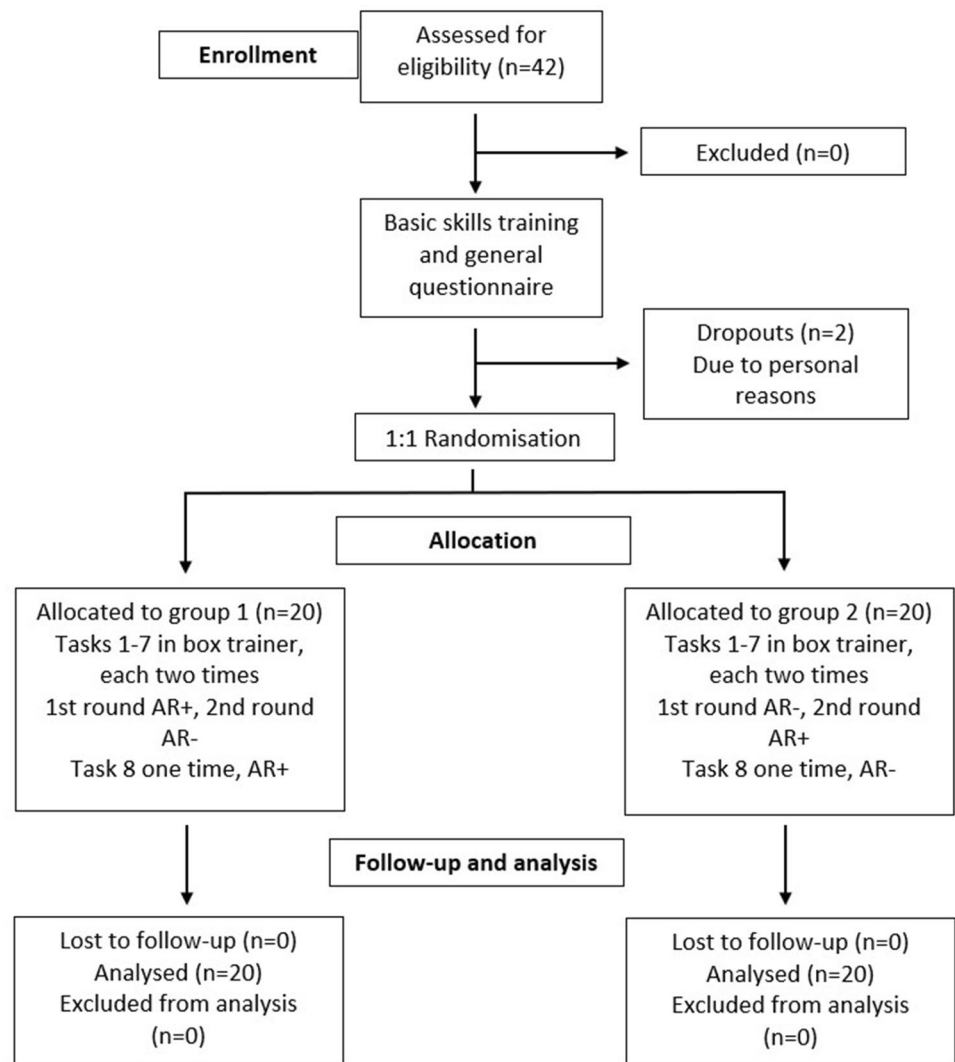 Enrollment
Assessed for
eligibility (n=42)
Excluded (n=0)
Basic skills training
and general
questionnaire
Dropouts (n=2)
Due to personal
reasons
1:1 Randomisation
Allocation
Allocated to group 1 (n=20)
Tasks 1-7 in box trainer,
each two times
1st round AR+, 2nd round
AR-
Task 8 one time, AR+
Allocated to group 2 (n=20)
Tasks 1-7 in box trainer,
each two times
1st round AR-, 2nd round
AR+
Task 8 one time, AR-
Follow-up and analysis
Lost to follow-up (n=0)
Analysed (n=20)
Excluded from analysis
(n=0)
Lost to follow-up (n=0)
Analysed (n=20)
Excluded from analysis
(n=0)